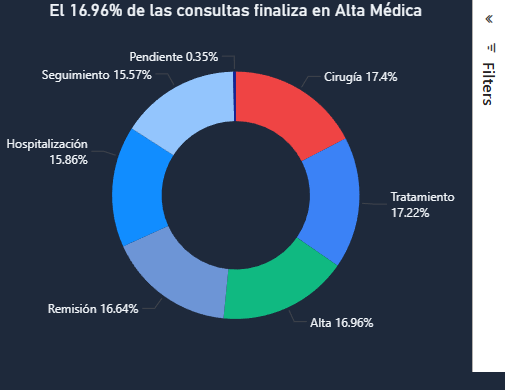 El 16.96% de las consultas finaliza en Alta Médica
Pendiente 0.35%
Seguimiento 15.57%
Cirugía 17.4%
Hospitalización
15.86%
Tratamiento
17.22%
Remisión 16.64%
Alta 16.96%
Filters